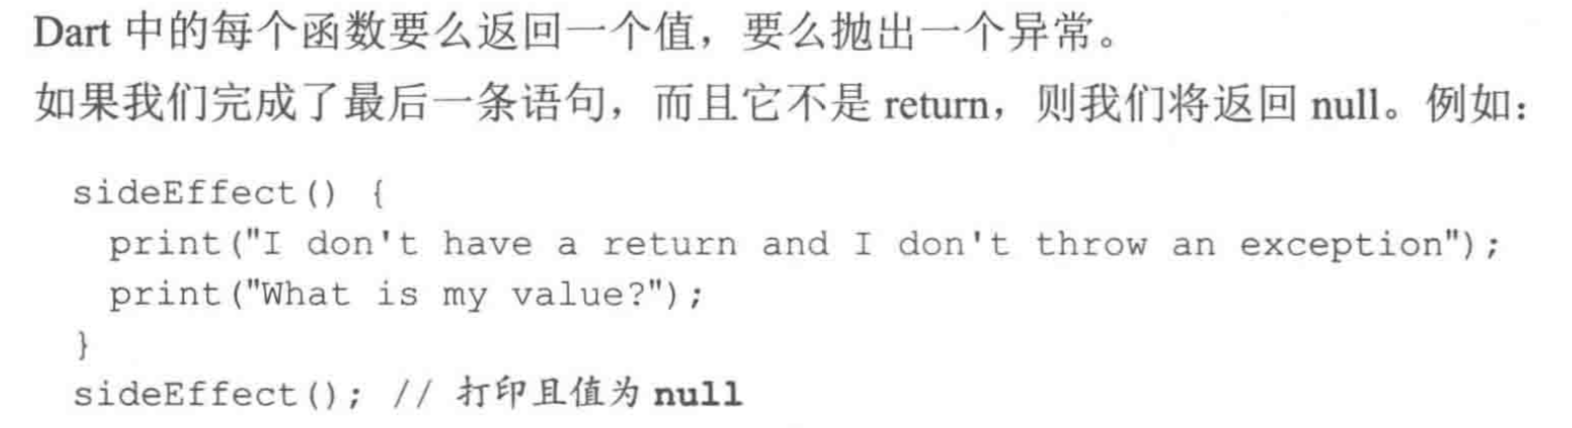 Dart 中的每个函数要么返回一个值，要么抛出一个异常。
如果我们完成了最后一条语句，而且它不是 return，则我们将返回 null。例如：
sideEffect() {
  print("I don't have a return and I don't throw an exception");
  print("What is my value?");
}
sideEffect(); // 打印且值为 null